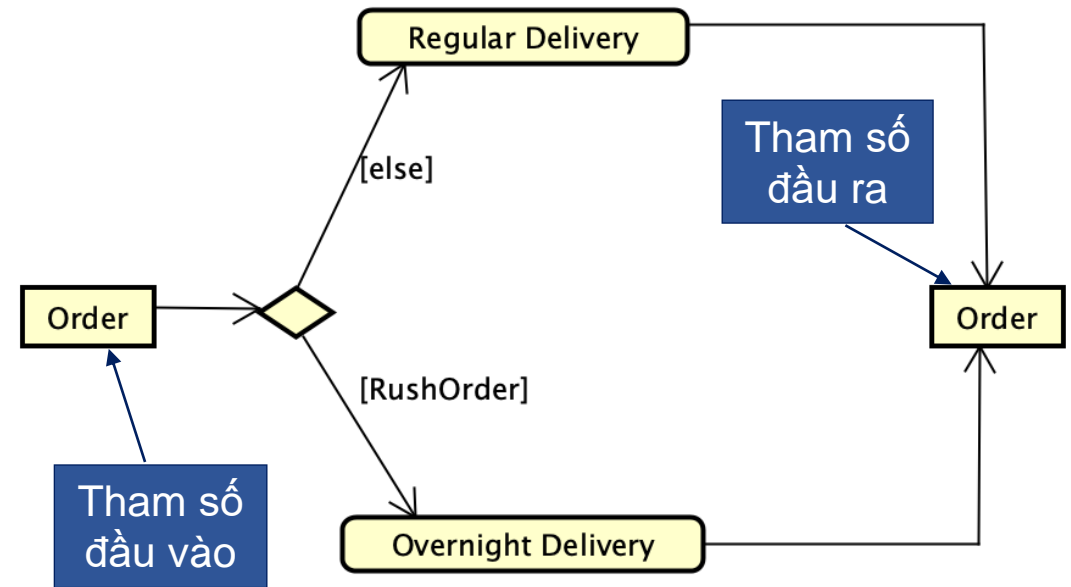 Regular Delivery
Tham số
đầu ra
[else]
Order
Order
[RushOrder]
Tham số
đầu vào
Overnight Delivery